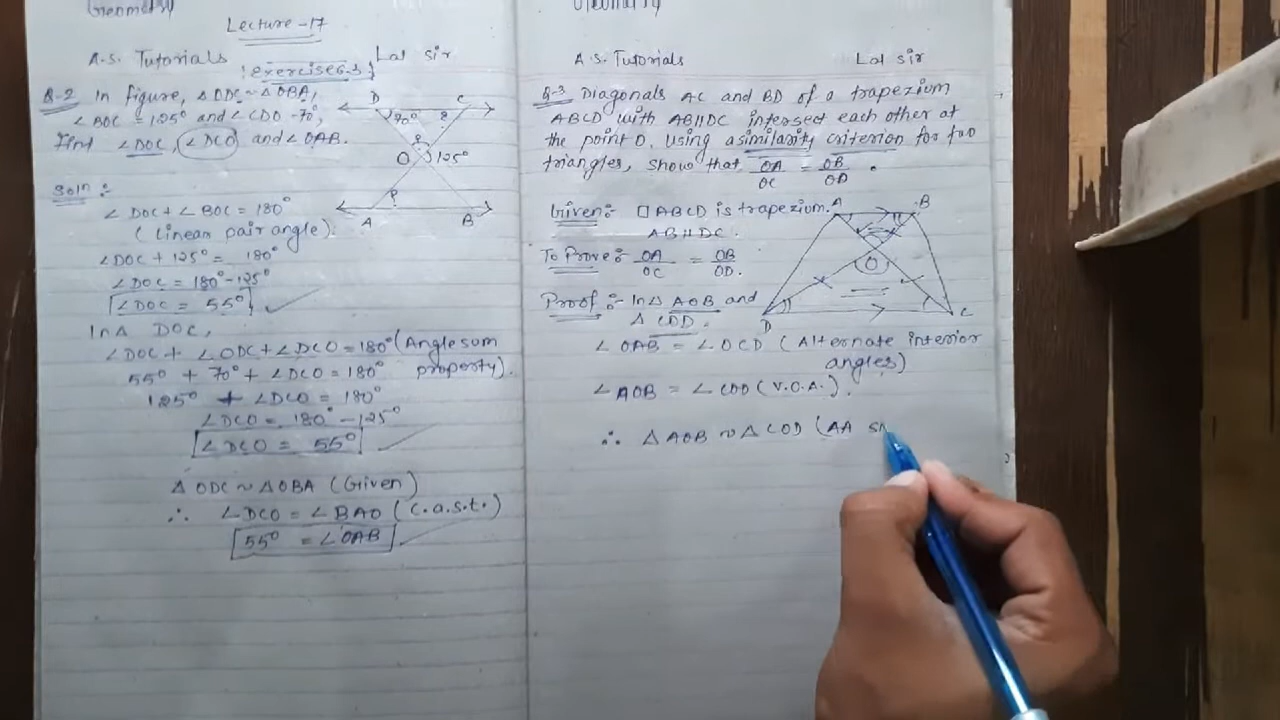 Geometry
Lecture-17
A.S. Tutorials Lal sir
(exercises)
Q-2 In figure, △ODC ~ △OBA,
∠BOC = 125° and ∠CDO = 70°,
Find ∠DOC, ∠DCO and ∠OAB.
D C
70° ?
?
O 125°
?
A B
Soln :
∠DOC + ∠BOC = 180°
(Linear pair angle).
∠DOC + 125° = 180°
∠DOC = 180° - 125°
∠DOC = 55°
In △ DOC,
∠DOC + ∠ODC + ∠DCO = 180° (Angle sum
55° + 70° + ∠DCO = 180° property).
125° + ∠DCO = 180°
∠DCO = 180° - 125°
∠DCO = 55°
△ ODC ~ △OBA (Given)
∴ ∠DCO = ∠BAO (C.a.s.t.)
55° = ∠OAB
Geometry
A.S. Tutorials Lal sir
Q-3 Diagonals AC and BD of a trapezium
ABCD with AB||DC intersect each other at
the point O. Using a similarity criterion for two
triangles, show that OA/OC = OB/OD.
Given:- □ABCD is trapezium.
AB||DC.
To Prove:- OA/OC = OB/OD.
Proof:- In △ AOB and
△ COD,
A B
O
D C
∠OAB = ∠OCD (Alternate interior
angles)
∠AOB = ∠COD (V.O.A.).
∴ △AOB ~ △COD (AA